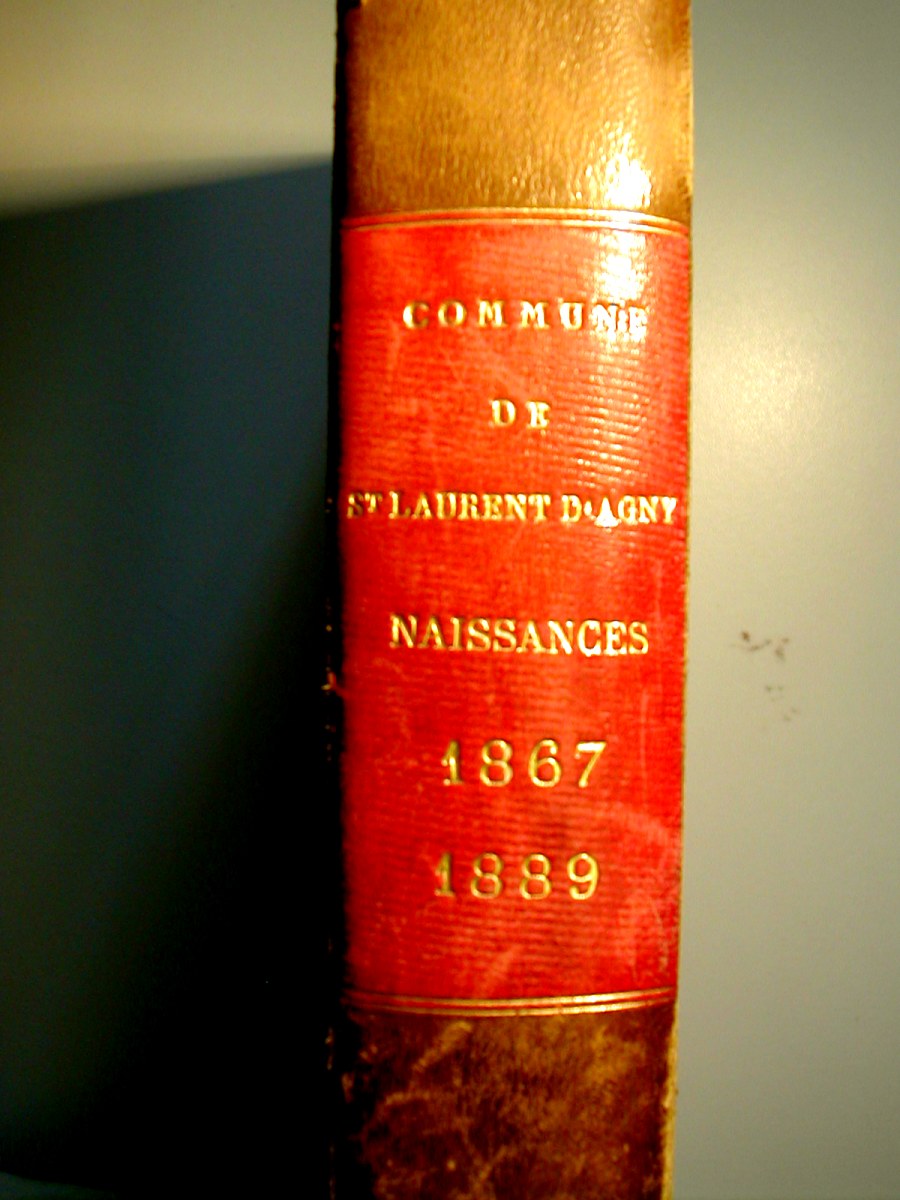 COMMUNE
DE
ST LAURENT D'AGNY
NAISSANCES
1867
1889